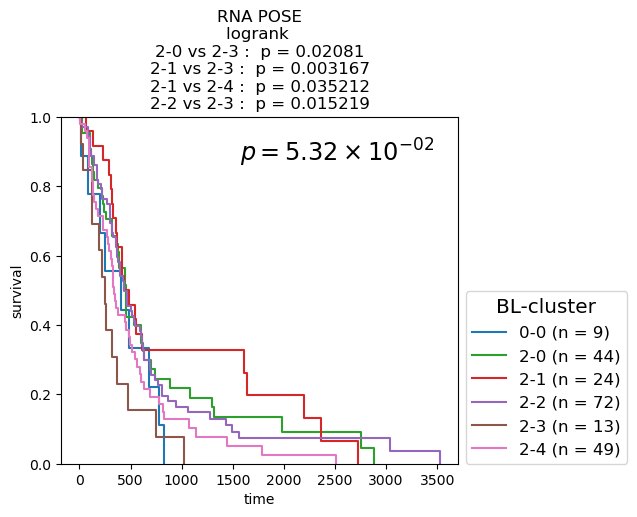 RNA POSE
logrank
2-0 vs 2-3 :  p = 0.02081
2-1 vs 2-3 :  p = 0.003167
2-1 vs 2-4 :  p = 0.035212
2-2 vs 2-3 :  p = 0.015219
p = 5.32 × 10⁻⁰²
1.0
0.8
0.6
0.4
0.2
0.0
survival
0 500 1000 1500 2000 2500 3000 3500
time
BL-cluster
0-0 (n = 9)
2-0 (n = 44)
2-1 (n = 24)
2-2 (n = 72)
2-3 (n = 13)
2-4 (n = 49)